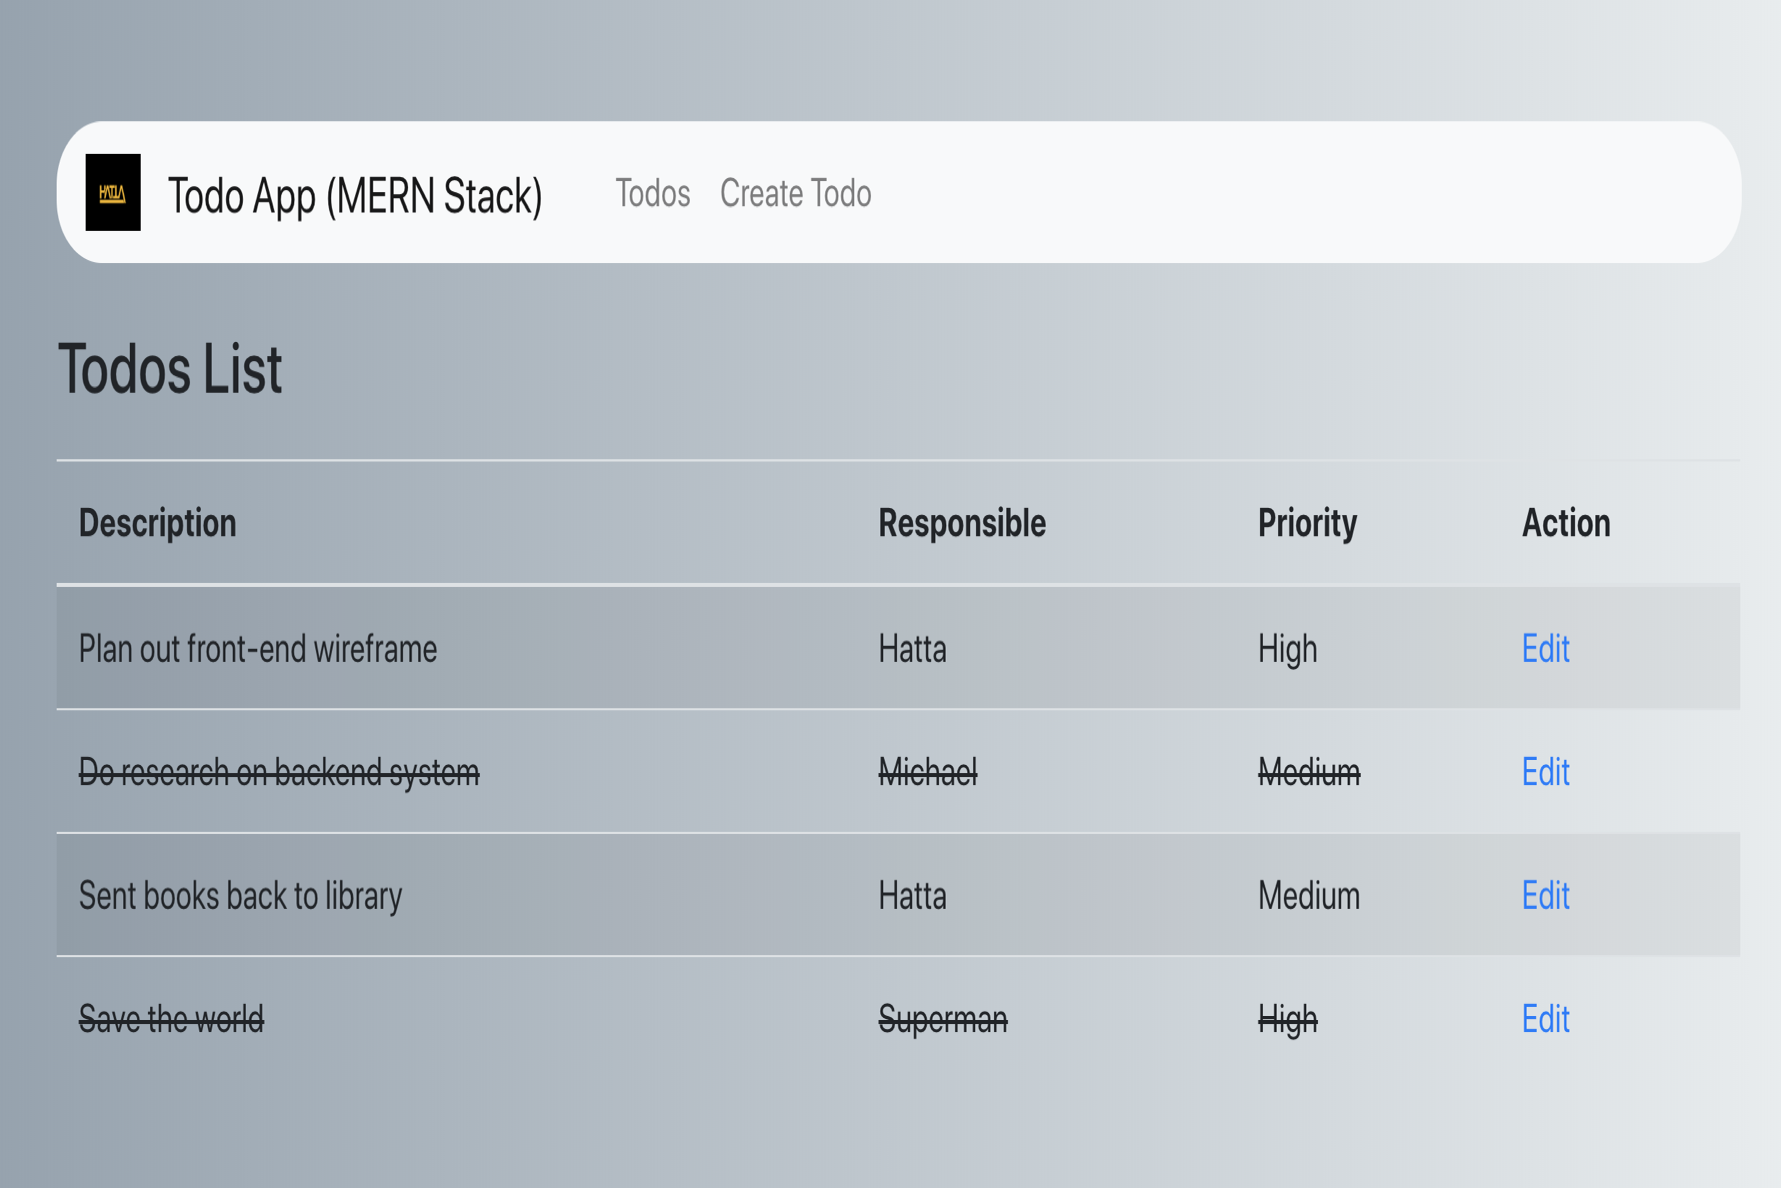 HATTA
Todo App (MERN Stack) Todos Create Todo
Todos List
Description Responsible Priority Action
Plan out front-end wireframe Hatta High Edit
Do research on backend system Michael Medium Edit
Sent books back to library Hatta Medium Edit
Save the world Superman High Edit